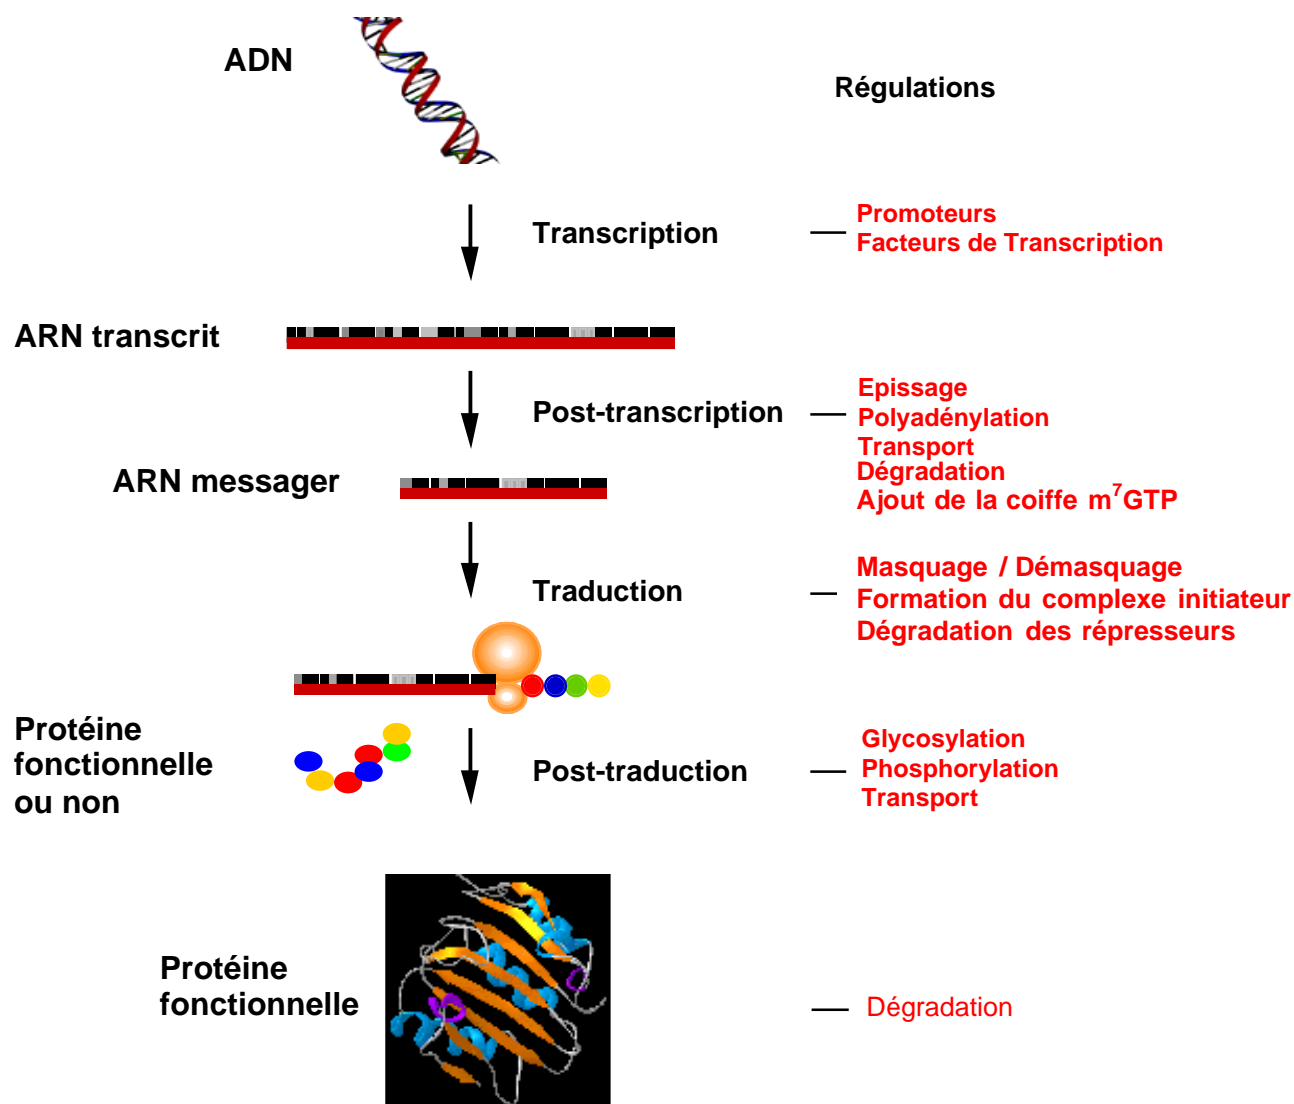 ADN
Régulations
Transcription
Promoteurs
Facteurs de Transcription
ARN transcrit
Post-transcription
Epissage
Polyadénylation
Transport
Dégradation
Ajout de la coiffe m⁷GTP
ARN messager
Traduction
Masquage / Démasquage
Formation du complexe initiateur
Dégradation des répresseurs
Protéine
fonctionnelle
ou non
Post-traduction
Glycosylation
Phosphorylation
Transport
Protéine
fonctionnelle
Dégradation